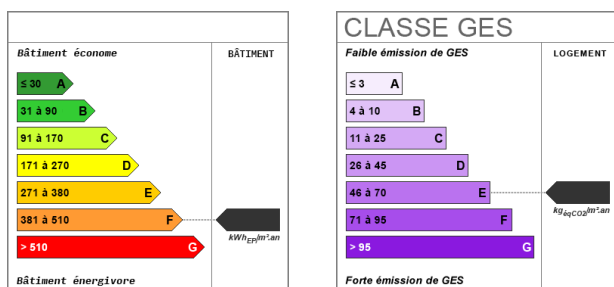 Bâtiment économe
BÂTIMENT
≤ 30 A
31 à 90 B
91 à 170 C
171 à 270 D
271 à 380 E
381 à 510 F
> 510 G
kWhEP/m².an
Bâtiment énergivore
CLASSE GES
Faible émission de GES
LOGEMENT
≤ 3 A
4 à 10 B
11 à 25 C
26 à 45 D
46 à 70 E
71 à 95 F
> 95 G
kgéqCO2/m².an
Forte émission de GES